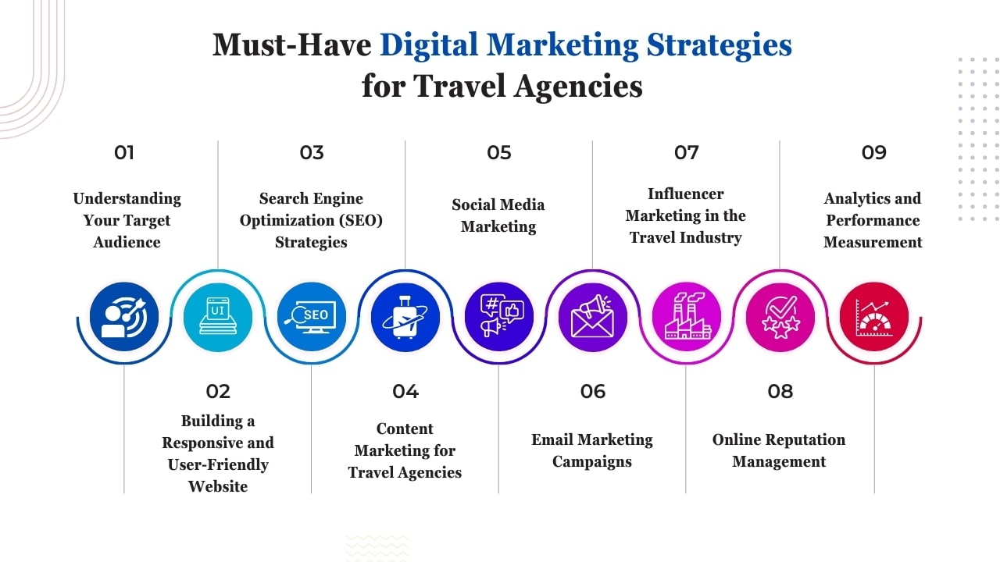 Must-Have Digital Marketing Strategies
for Travel Agencies
01
Understanding
Your Target
Audience
02
Building a
Responsive and
User-Friendly
Website
03
Search Engine
Optimization (SEO)
Strategies
04
Content
Marketing for
Travel Agencies
05
Social Media
Marketing
06
Email Marketing
Campaigns
07
Influencer
Marketing in the
Travel Industry
08
Online Reputation
Management
09
Analytics and
Performance
Measurement
UI
SEO
#